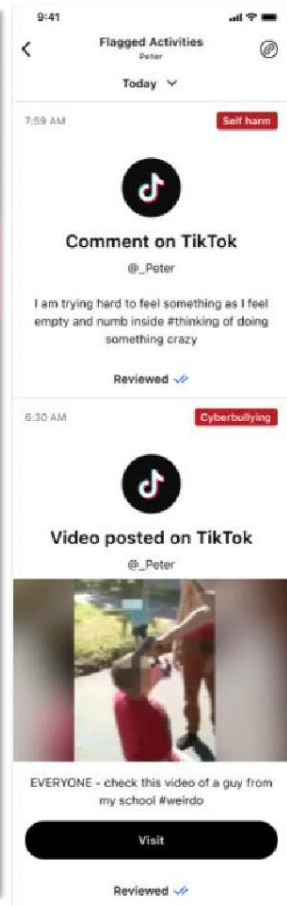 9:41
Flagged Activities
Peter
Today
7:59 AM
Self harm
Comment on TikTok
@_Peter
I am trying hard to feel something as I feel
empty and numb inside #thinking of doing
something crazy
Reviewed
6:30 AM
Cyberbullying
Video posted on TikTok
@_Peter
EVERYONE - check this video of a guy from
my school #weirdo
Visit
Reviewed